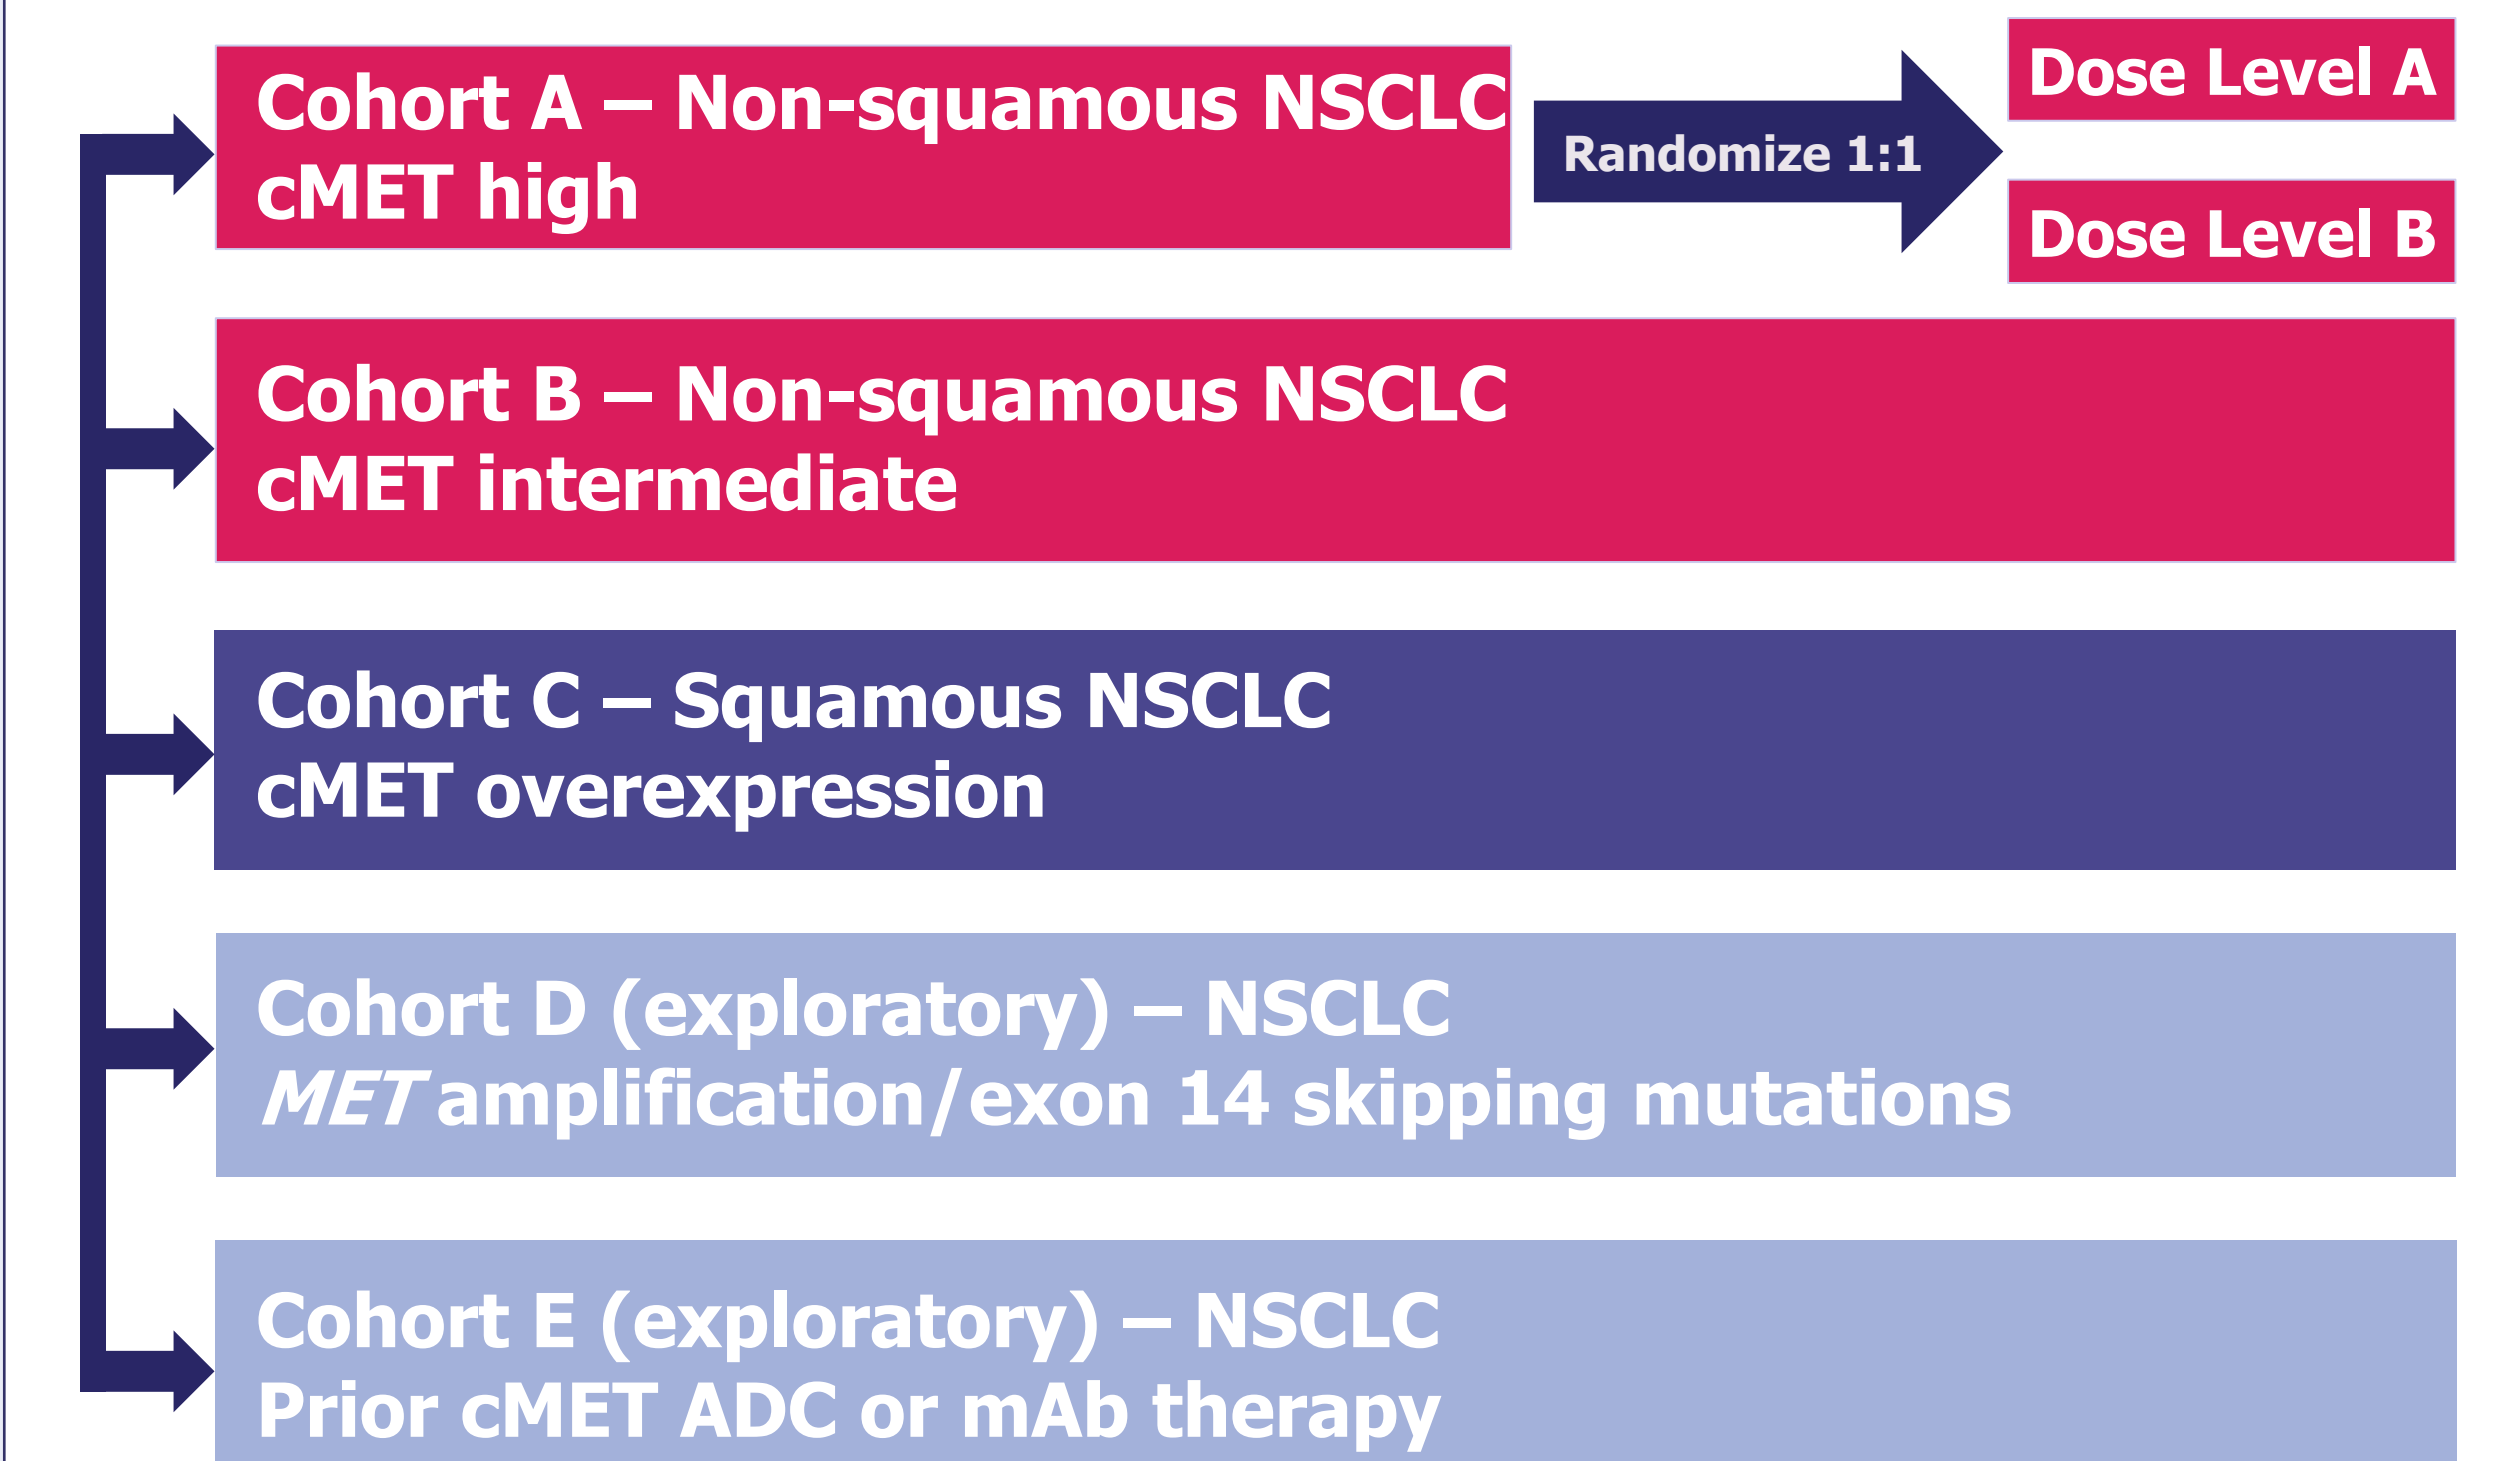 Cohort A — Non-squamous NSCLC
cMET high
Randomize 1:1
Dose Level A
Dose Level B
Cohort B — Non-squamous NSCLC
cMET intermediate
Cohort C — Squamous NSCLC
cMET overexpression
Cohort D (exploratory) — NSCLC
MET amplification/exon 14 skipping mutations
Cohort E (exploratory) — NSCLC
Prior cMET ADC or mAb therapy